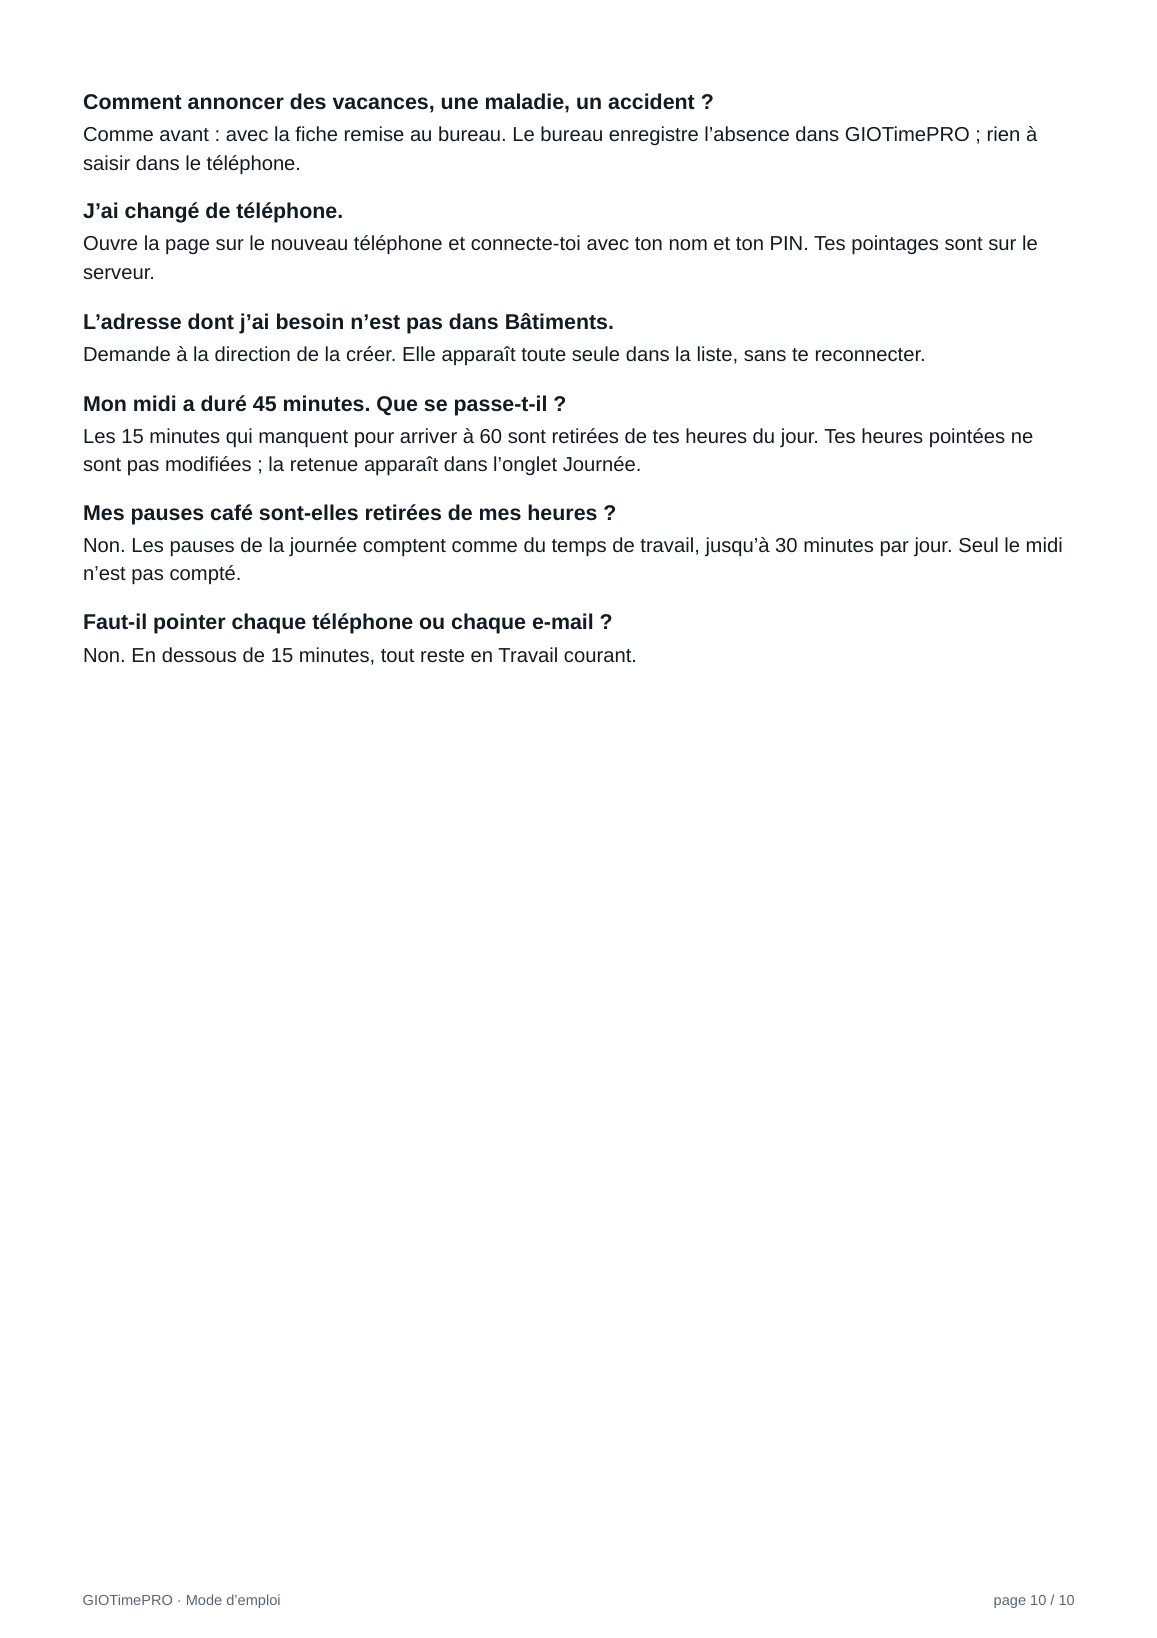 Comment annoncer des vacances, une maladie, un accident ?
Comme avant : avec la fiche remise au bureau. Le bureau enregistre l’absence dans GIOTimePRO ; rien à
saisir dans le téléphone.
J’ai changé de téléphone.
Ouvre la page sur le nouveau téléphone et connecte-toi avec ton nom et ton PIN. Tes pointages sont sur le
serveur.
L’adresse dont j’ai besoin n’est pas dans Bâtiments.
Demande à la direction de la créer. Elle apparaît toute seule dans la liste, sans te reconnecter.
Mon midi a duré 45 minutes. Que se passe-t-il ?
Les 15 minutes qui manquent pour arriver à 60 sont retirées de tes heures du jour. Tes heures pointées ne
sont pas modifiées ; la retenue apparaît dans l’onglet Journée.
Mes pauses café sont-elles retirées de mes heures ?
Non. Les pauses de la journée comptent comme du temps de travail, jusqu’à 30 minutes par jour. Seul le midi
n’est pas compté.
Faut-il pointer chaque téléphone ou chaque e-mail ?
Non. En dessous de 15 minutes, tout reste en Travail courant.
GIOTimePRO · Mode d’emploi
page 10 / 10